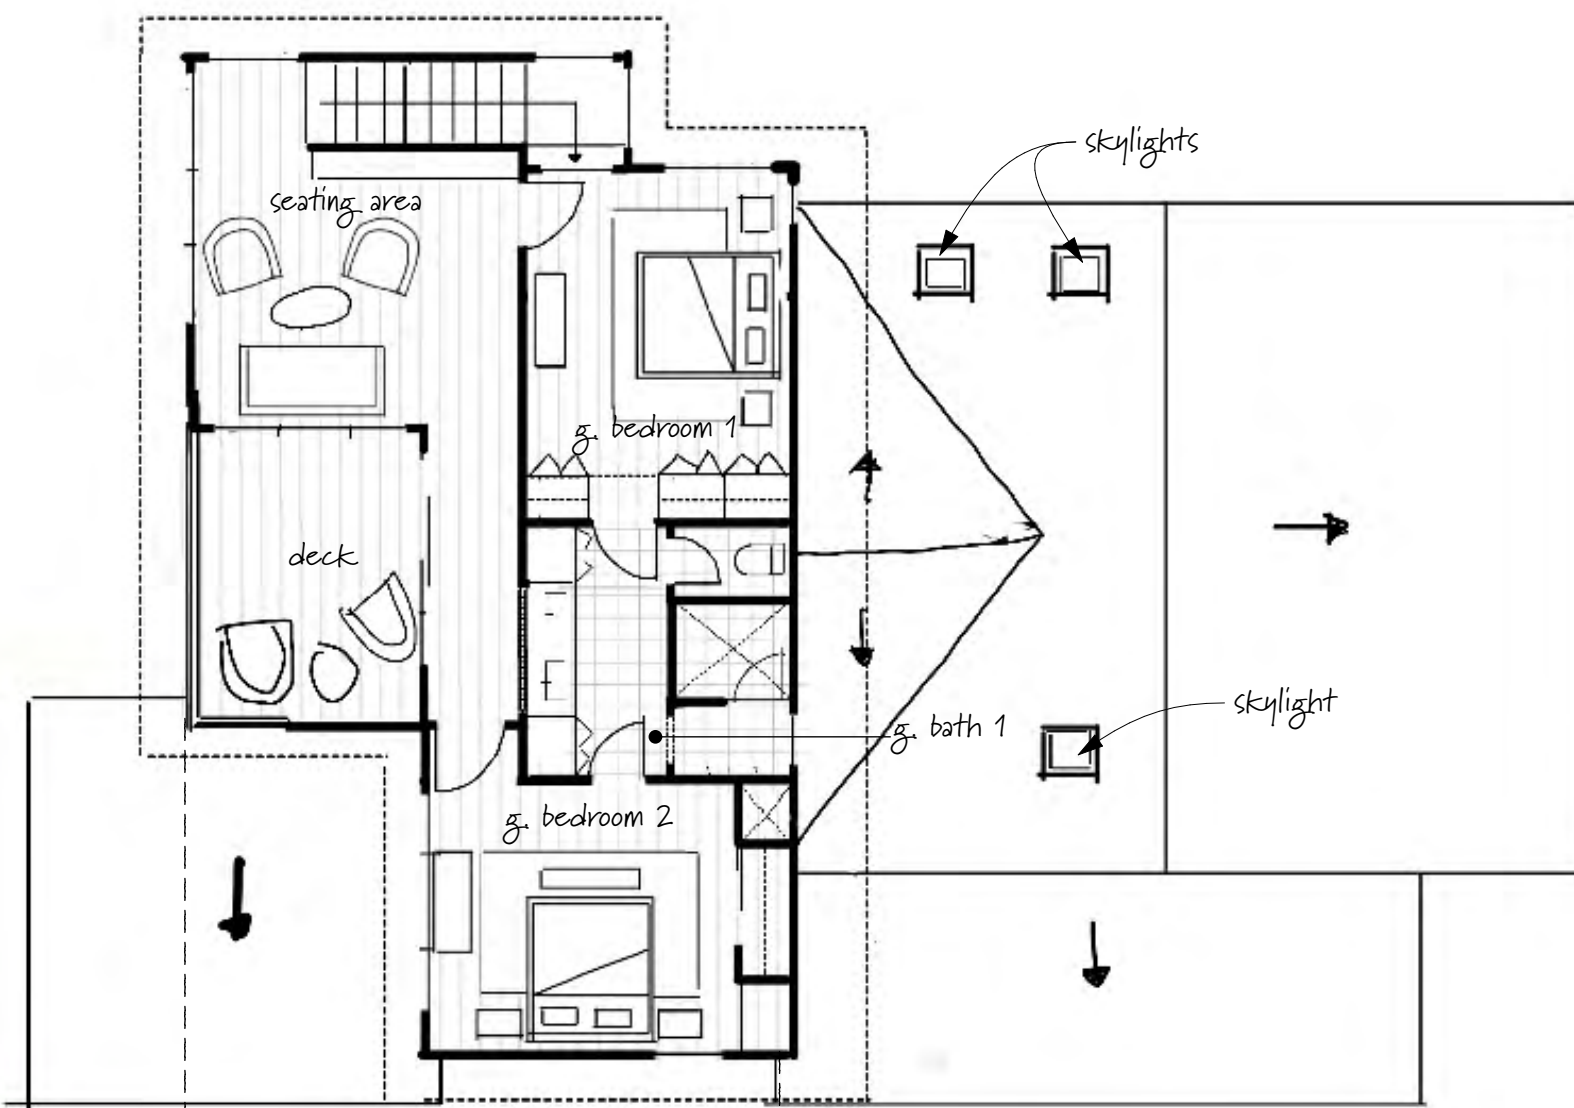 skylights
seating area
g. bedroom 1
deck
skylight
g. bath 1
g. bedroom 2